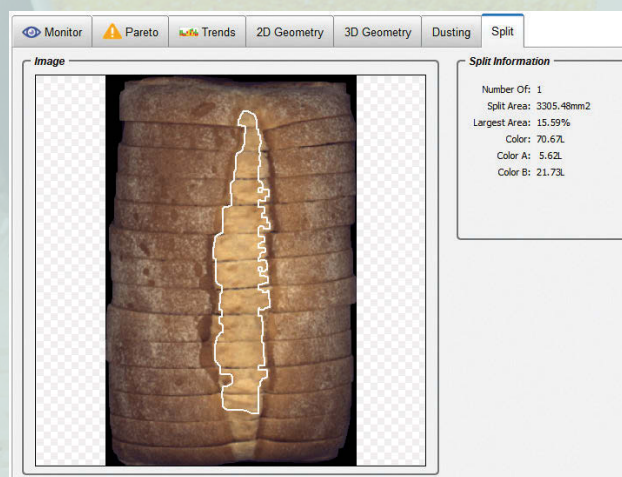 Monitor Pareto Trends 2D Geometry 3D Geometry Dusting Split
Image
Split Information
Number Of: 1
Split Area: 3305.48mm2
Largest Area: 15.59%
Color: 70.67L
Color A: 5.62L
Color B: 21.73L